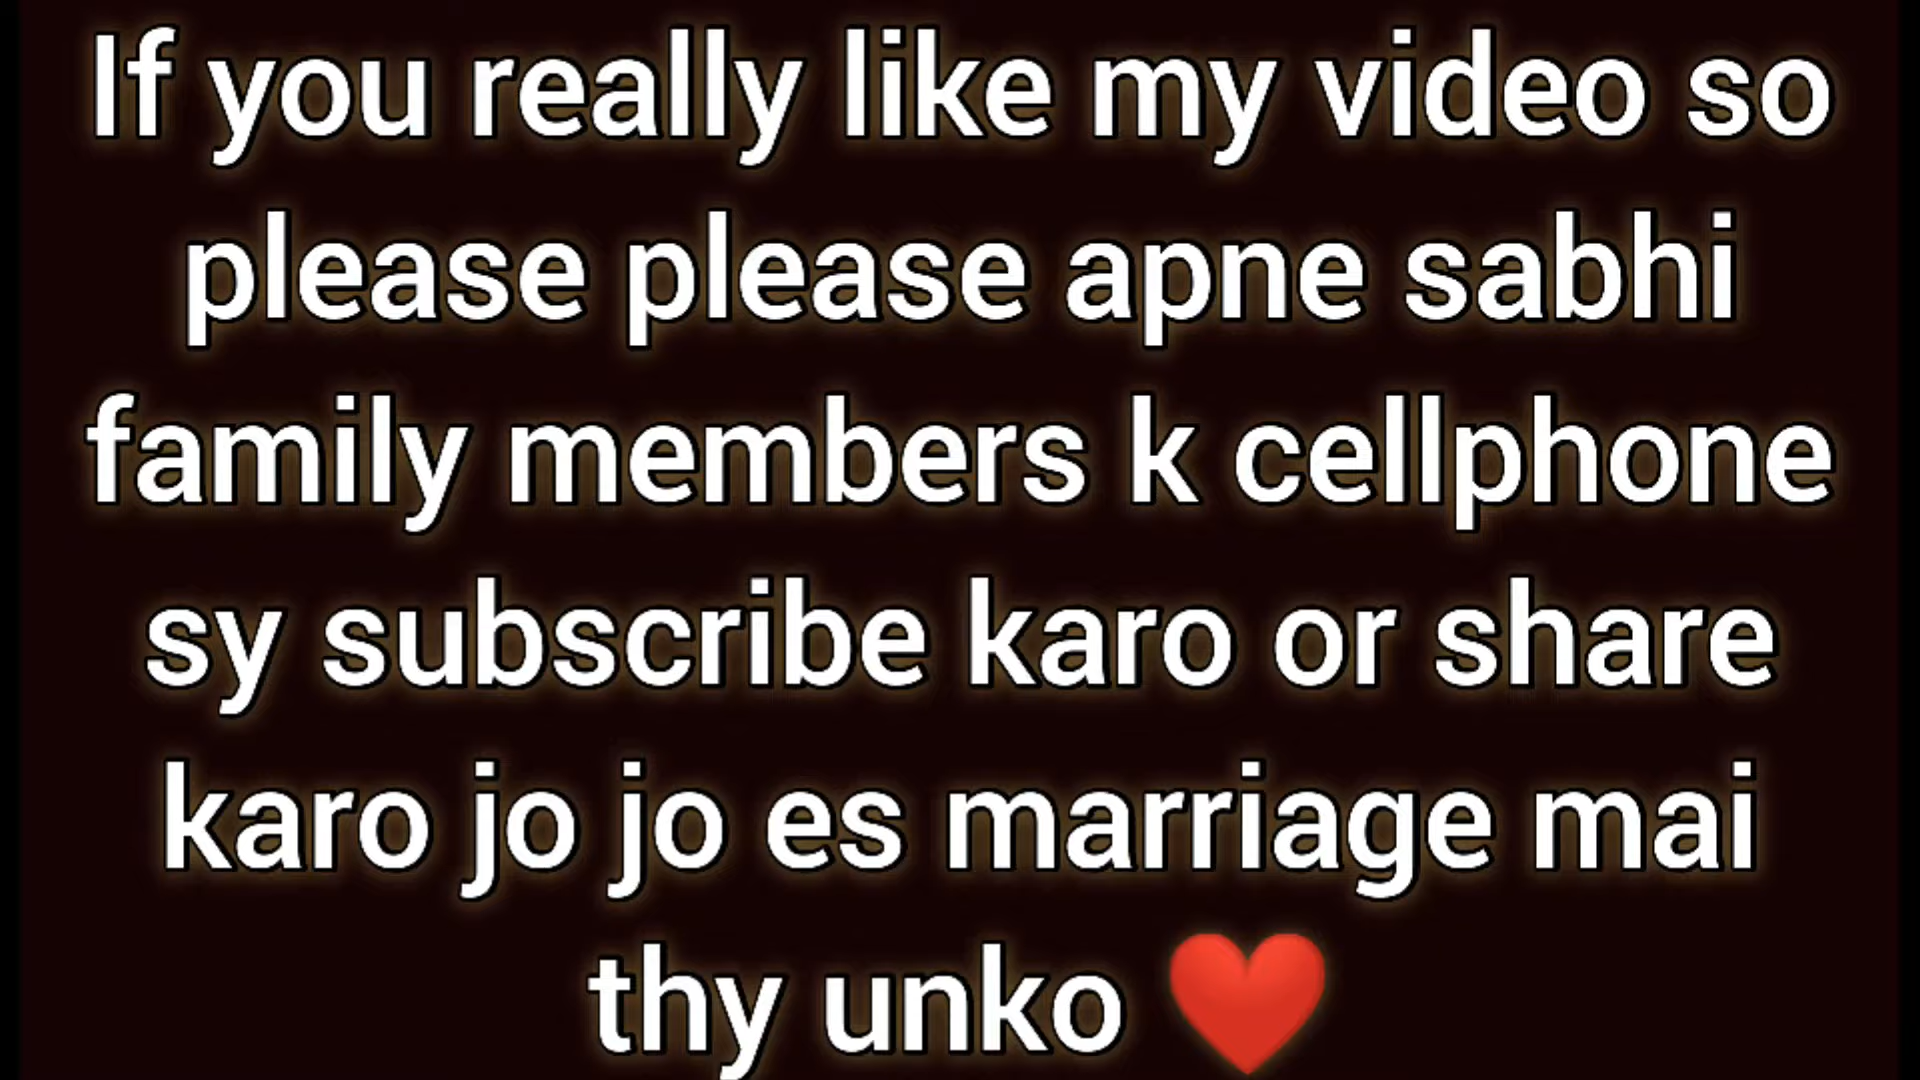 If you really like my video so
please please apne sabhi
family members k cellphone
sy subscribe karo or share
karo jo jo es marriage mai
thy unko ❤️